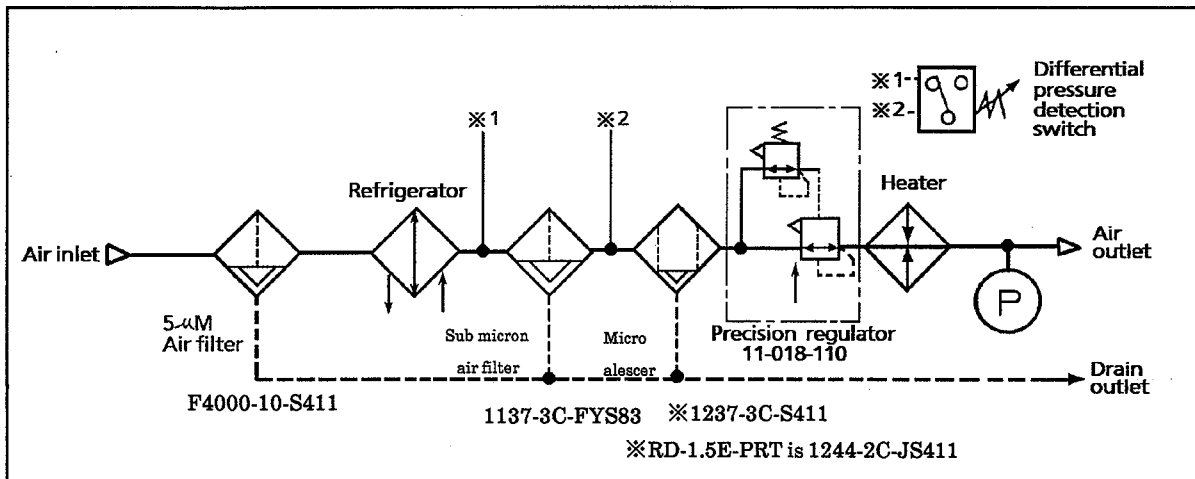 ※1
※2
Differential
pressure
detection
switch
※1
※2
Refrigerator
Heater
Air inlet
Air
outlet
P
5μM
Air filter
Sub micron
air filter
Micro
alescer
Precision regulator
11-018-110
Drain
outlet
F4000-10-S411
1137-3C-FYS83
※1237-3C-S411
※RD-1.5E-PRT is 1244-2C-JS411